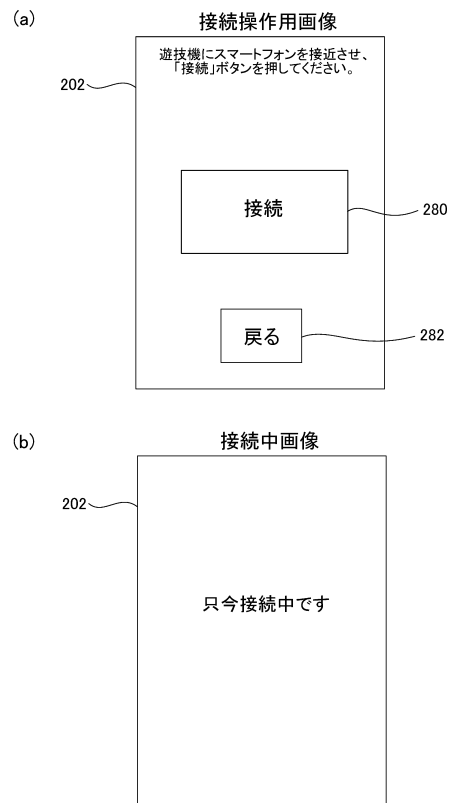 (a)
接続操作用画像
遊技機にスマートフォンを接近させ、
「接続」ボタンを押してください。
202
接続
280
戻る
282
(b)
接続中画像
202
只今接続中です